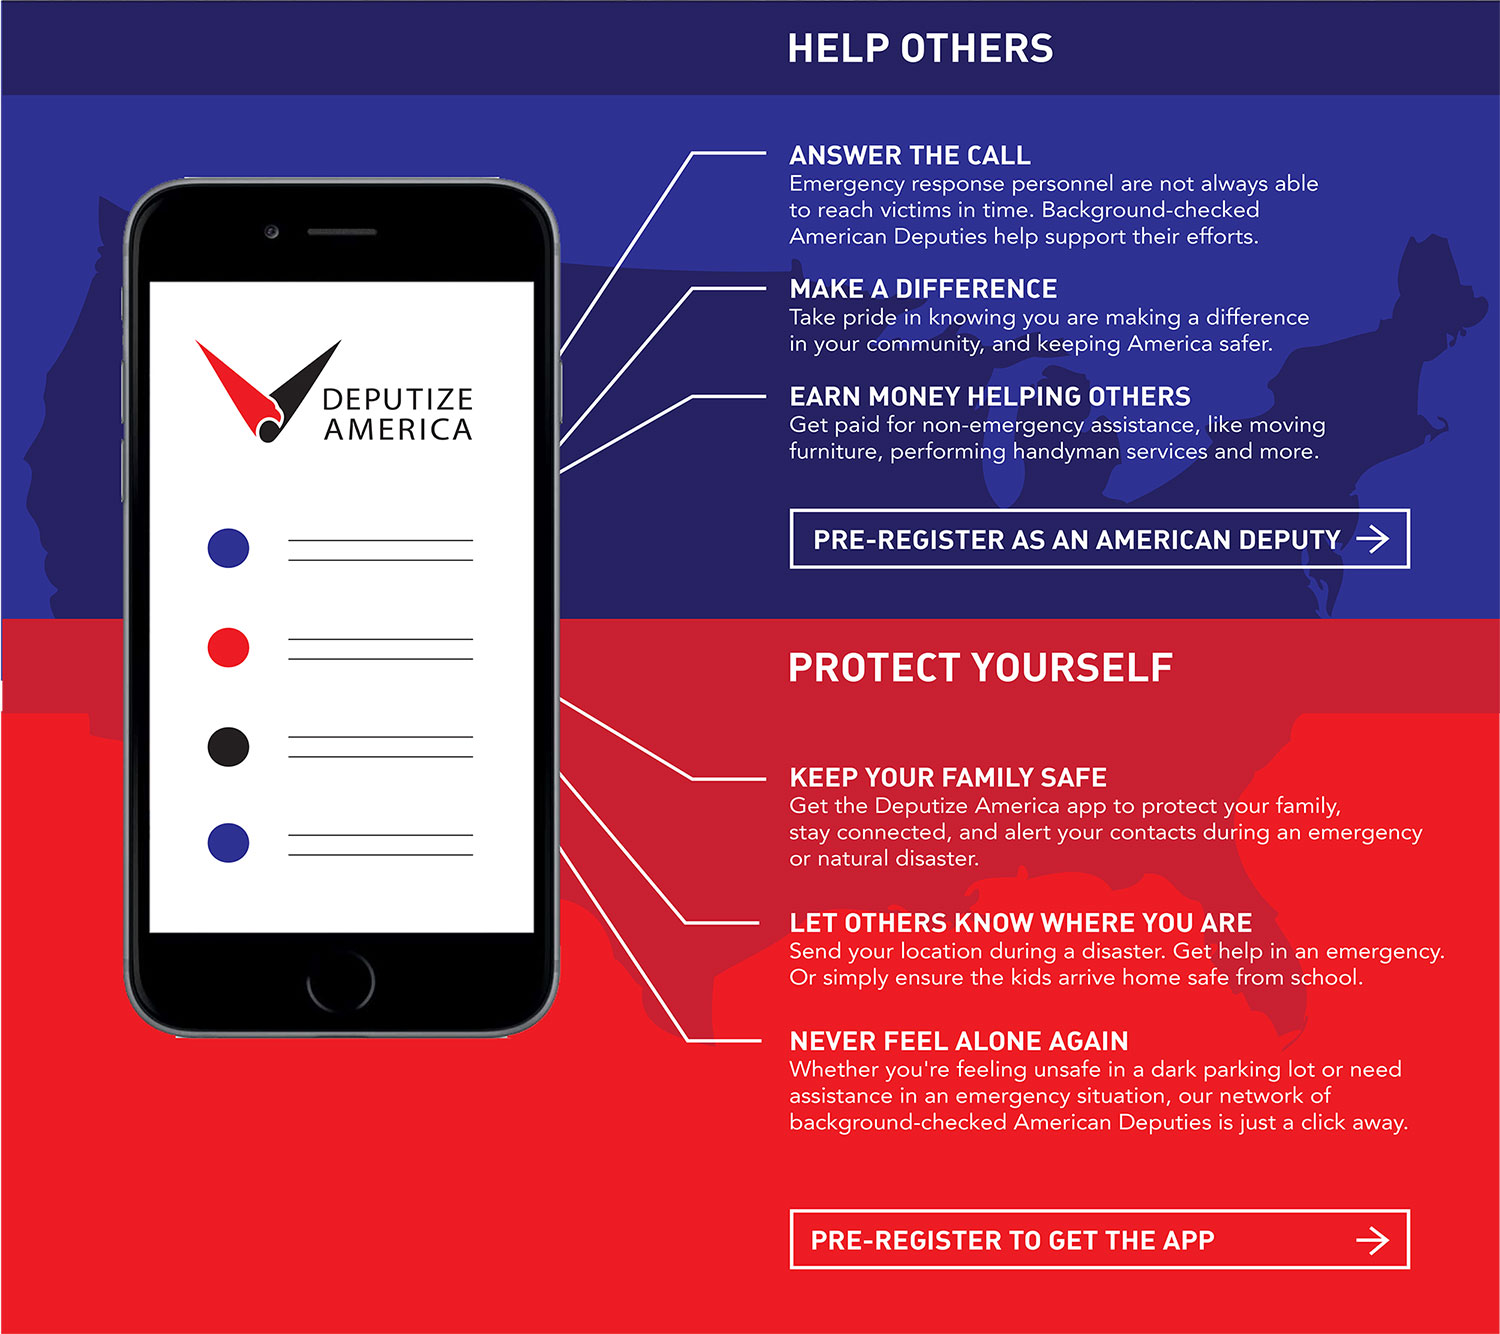 HELP OTHERS
ANSWER THE CALL
Emergency response personnel are not always able
to reach victims in time. Background-checked
American Deputies help support their efforts.
MAKE A DIFFERENCE
Take pride in knowing you are making a difference
in your community, and keeping America safer.
EARN MONEY HELPING OTHERS
Get paid for non-emergency assistance, like moving
furniture, performing handyman services and more.
PRE-REGISTER AS AN AMERICAN DEPUTY
DEPUTIZE
AMERICA
PROTECT YOURSELF
KEEP YOUR FAMILY SAFE
Get the Deputize America app to protect your family,
stay connected, and alert your contacts during an emergency
or natural disaster.
LET OTHERS KNOW WHERE YOU ARE
Send your location during a disaster. Get help in an emergency.
Or simply ensure the kids arrive home safe from school.
NEVER FEEL ALONE AGAIN
Whether you're feeling unsafe in a dark parking lot or need
assistance in an emergency situation, our network of
background-checked American Deputies is just a click away.
PRE-REGISTER TO GET THE APP